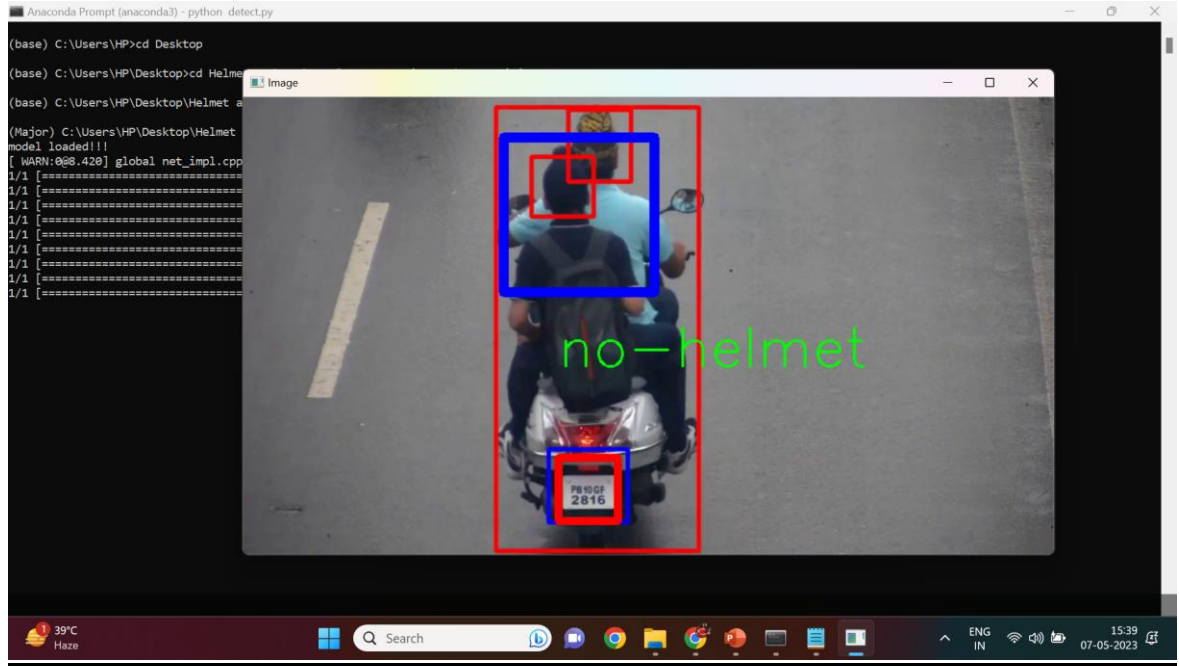 Anaconda Prompt (anaconda3) - python detect.py
(base) C:\Users\HP>cd Desktop
(base) C:\Users\HP\Desktop>cd Helme
(base) C:\Users\HP\Desktop\Helmet a
(Major) C:\Users\HP\Desktop\Helmet
model loaded!!!
[ WARN:0@8.420] global net_impl.cpp
1/1 [==============================
1/1 [==============================
1/1 [==============================
1/1 [==============================
1/1 [==============================
1/1 [==============================
1/1 [==============================
1/1 [==============================
1/1 [==============================
Image
no-helmet
PB10GF
2816
1
39°C
Haze
Search
ENG
IN
15:39
07-05-2023